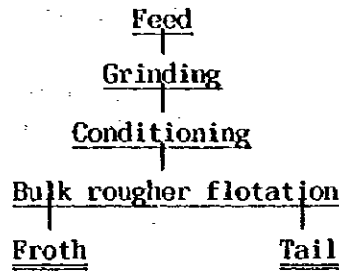 Feed
Grinding
Conditioning
Bulk rougher flotation
Froth Tail